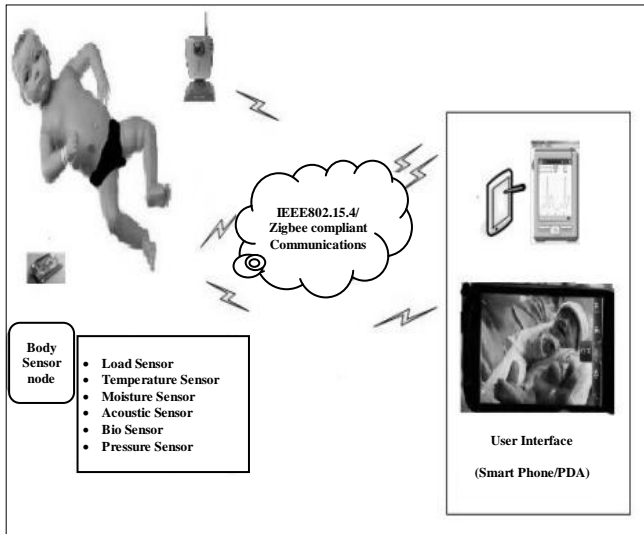 IEEE802.15.4/
Zigbee compliant
Communications
Body
Sensor
node
• Load Sensor
• Temperature Sensor
• Moisture Sensor
• Acoustic Sensor
• Bio Sensor
• Pressure Sensor
User Interface
(Smart Phone/PDA)